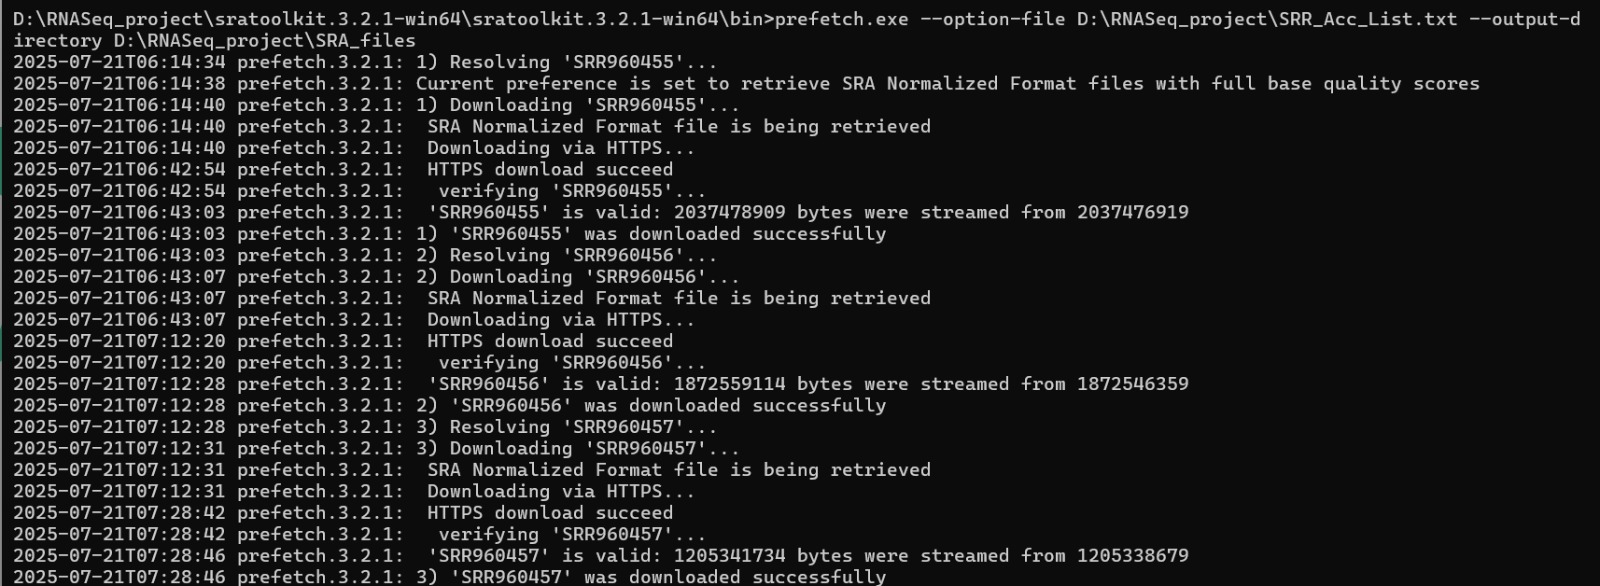 D:\RNASeq_project\sratoolkit.3.2.1-win64\sratoolkit.3.2.1-win64\bin>prefetch.exe --option-file D:\RNASeq_project\SRR_Acc_List.txt --output-d
irectory D:\RNASeq_project\SRA_files
2025-07-21T06:14:34 prefetch.3.2.1: 1) Resolving 'SRR960455'...
2025-07-21T06:14:38 prefetch.3.2.1: Current preference is set to retrieve SRA Normalized Format files with full base quality scores
2025-07-21T06:14:40 prefetch.3.2.1: 1) Downloading 'SRR960455'...
2025-07-21T06:14:40 prefetch.3.2.1:  SRA Normalized Format file is being retrieved
2025-07-21T06:14:40 prefetch.3.2.1:  Downloading via HTTPS...
2025-07-21T06:42:54 prefetch.3.2.1:  HTTPS download succeed
2025-07-21T06:42:54 prefetch.3.2.1:   verifying 'SRR960455'...
2025-07-21T06:43:03 prefetch.3.2.1:  'SRR960455' is valid: 2037478909 bytes were streamed from 2037476919
2025-07-21T06:43:03 prefetch.3.2.1: 1) 'SRR960455' was downloaded successfully
2025-07-21T06:43:03 prefetch.3.2.1: 2) Resolving 'SRR960456'...
2025-07-21T06:43:07 prefetch.3.2.1: 2) Downloading 'SRR960456'...
2025-07-21T06:43:07 prefetch.3.2.1:  SRA Normalized Format file is being retrieved
2025-07-21T06:43:07 prefetch.3.2.1:  Downloading via HTTPS...
2025-07-21T07:12:20 prefetch.3.2.1:  HTTPS download succeed
2025-07-21T07:12:20 prefetch.3.2.1:   verifying 'SRR960456'...
2025-07-21T07:12:28 prefetch.3.2.1:  'SRR960456' is valid: 1872559114 bytes were streamed from 1872546359
2025-07-21T07:12:28 prefetch.3.2.1: 2) 'SRR960456' was downloaded successfully
2025-07-21T07:12:28 prefetch.3.2.1: 3) Resolving 'SRR960457'...
2025-07-21T07:12:31 prefetch.3.2.1: 3) Downloading 'SRR960457'...
2025-07-21T07:12:31 prefetch.3.2.1:  SRA Normalized Format file is being retrieved
2025-07-21T07:12:31 prefetch.3.2.1:  Downloading via HTTPS...
2025-07-21T07:28:42 prefetch.3.2.1:  HTTPS download succeed
2025-07-21T07:28:42 prefetch.3.2.1:   verifying 'SRR960457'...
2025-07-21T07:28:46 prefetch.3.2.1:  'SRR960457' is valid: 1205341734 bytes were streamed from 1205338679
2025-07-21T07:28:46 prefetch.3.2.1: 3) 'SRR960457' was downloaded successfully